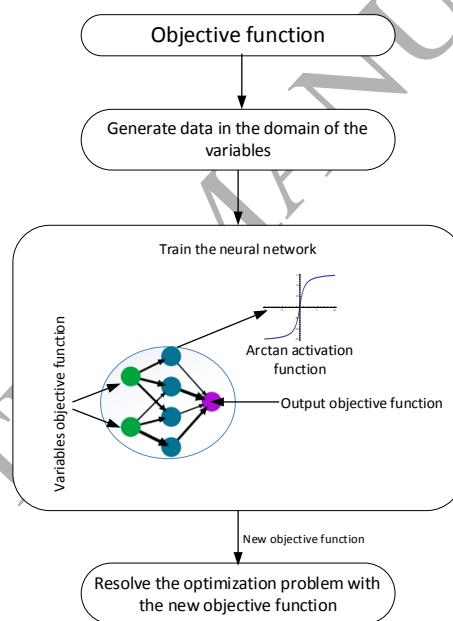 Objective function
Generate data in the domain of the
variables
Train the neural network
Arctan activation
function
Variables objective function
Output objective function
New objective function
Resolve the optimization problem with
the new objective function